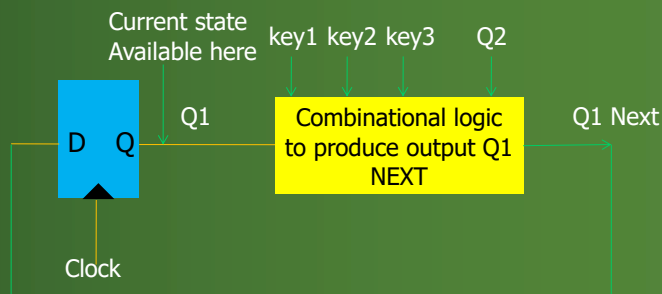 Current state
Available here
key1 key2 key3 Q2
D Q
Q1
Combinational logic
to produce output Q1
NEXT
Q1 Next
Clock